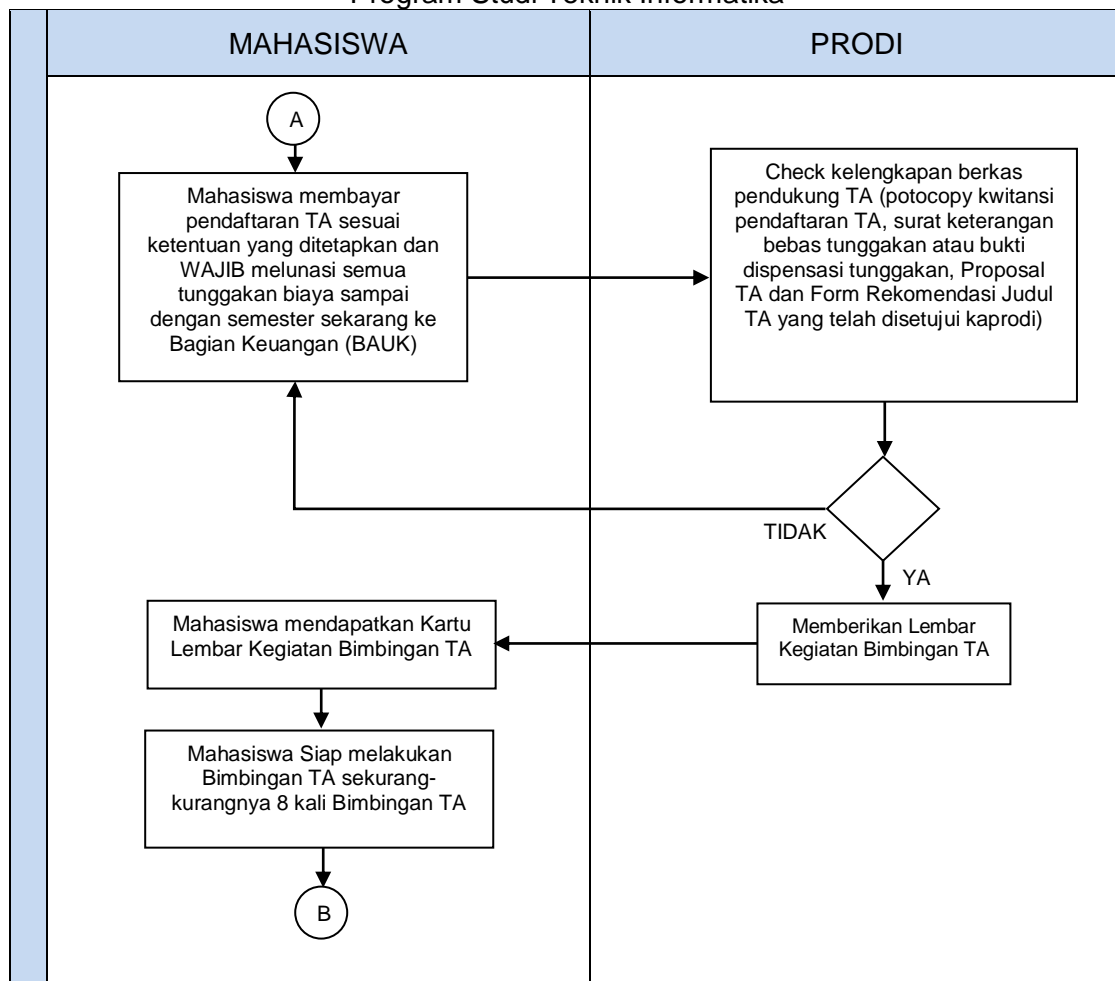 Program Studi Teknik Informatika
MAHASISWA
PRODI
A
Mahasiswa membayar
pendaftaran TA sesuai
ketentuan yang ditetapkan dan
WAJIB melunasi semua
tunggakan biaya sampai
dengan semester sekarang ke
Bagian Keuangan (BAUK)
Check kelengkapan berkas
pendukung TA (potocopy kwitansi
pendaftaran TA, surat keterangan
bebas tunggakan atau bukti
dispensasi tunggakan, Proposal
TA dan Form Rekomendasi Judul
TA yang telah disetujui kaprodi)
TIDAK
YA
Memberikan Lembar
Kegiatan Bimbingan TA
Mahasiswa mendapatkan Kartu
Lembar Kegiatan Bimbingan TA
Mahasiswa Siap melakukan
Bimbingan TA sekurang-
kurangnya 8 kali Bimbingan TA
B